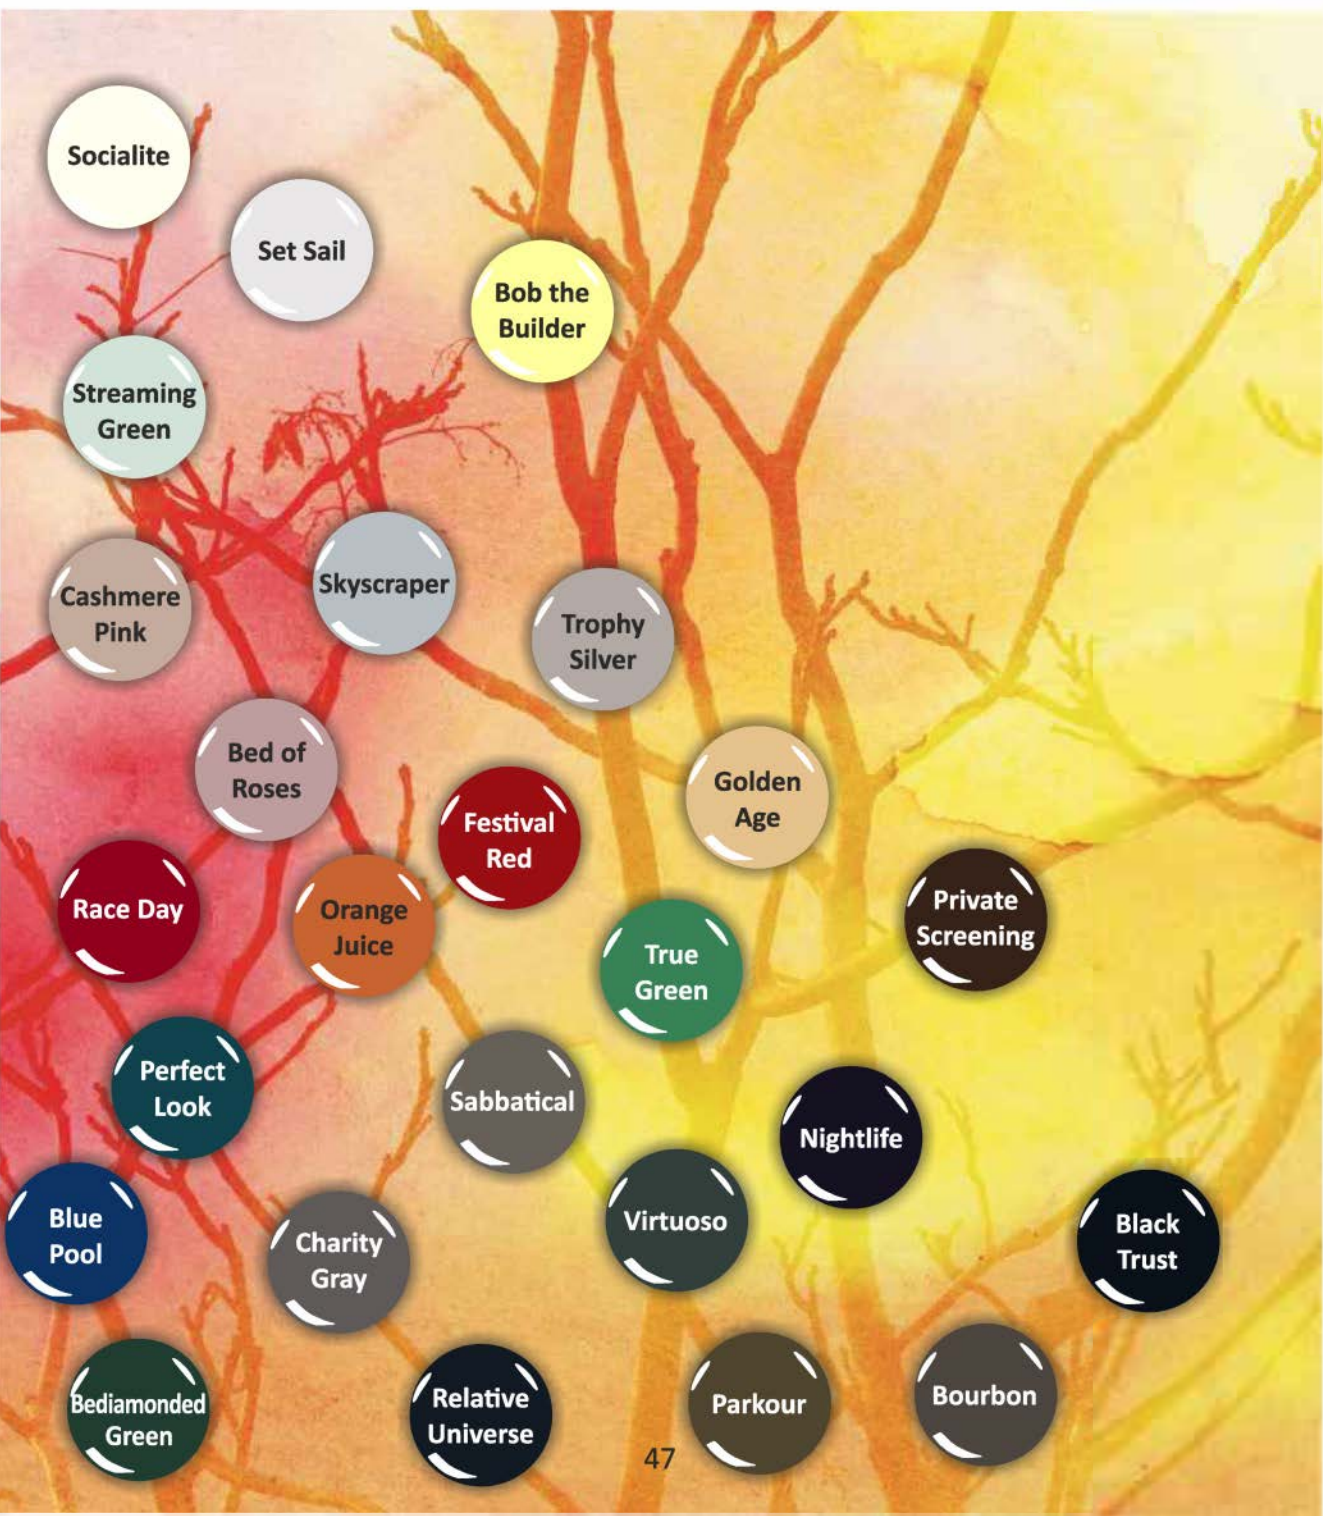 Socialite
Set Sail
Bob the
Builder
Streaming
Green
Cashmere
Pink
Skyscraper
Trophy
Silver
Bed of
Roses
Golden
Age
Festival
Red
Race Day
Orange
Juice
Private
Screening
True
Green
Perfect
Look
Sabbatical
Nightlife
Blue
Pool
Charity
Gray
Virtuoso
Black
Trust
Bediamonded
Green
Relative
Universe
Parkour
Bourbon
47